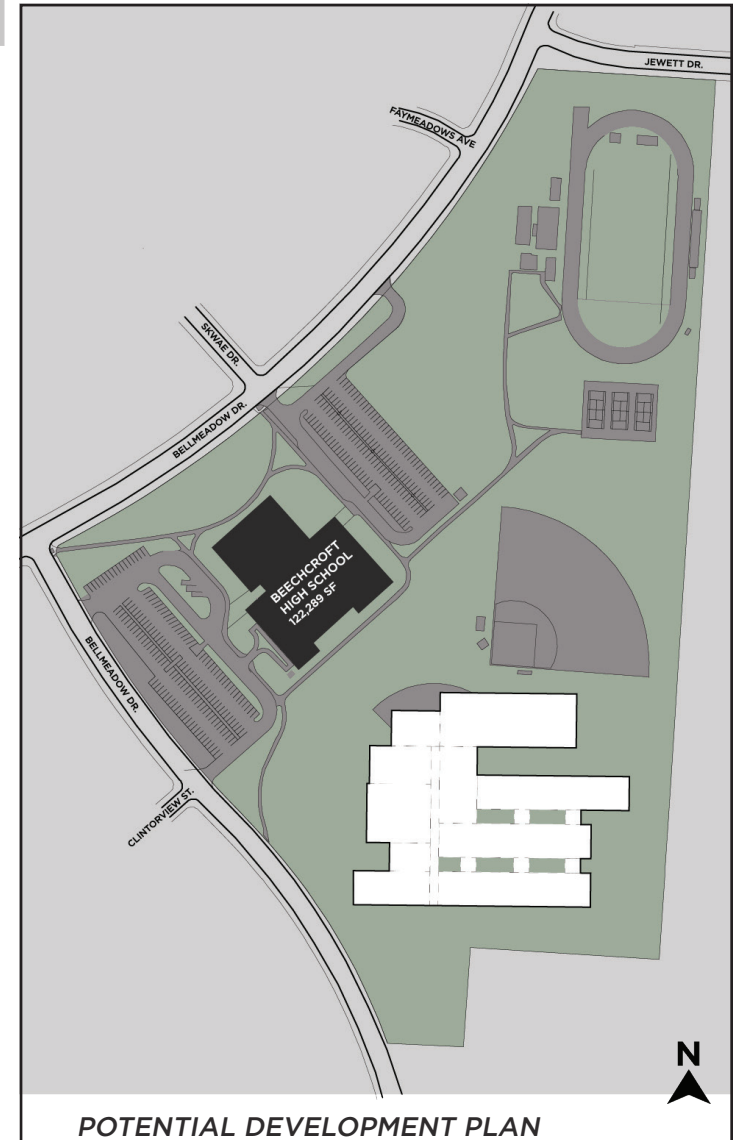 JEWETT DR.
FAYMEADOWS AVE
SKWAE DR.
BELLMEADOW DR.
BEECHCROFT
HIGH SCHOOL
122,289 SF
BELLMEADOW DR.
CLINTORVIEW ST.
N
POTENTIAL DEVELOPMENT PLAN